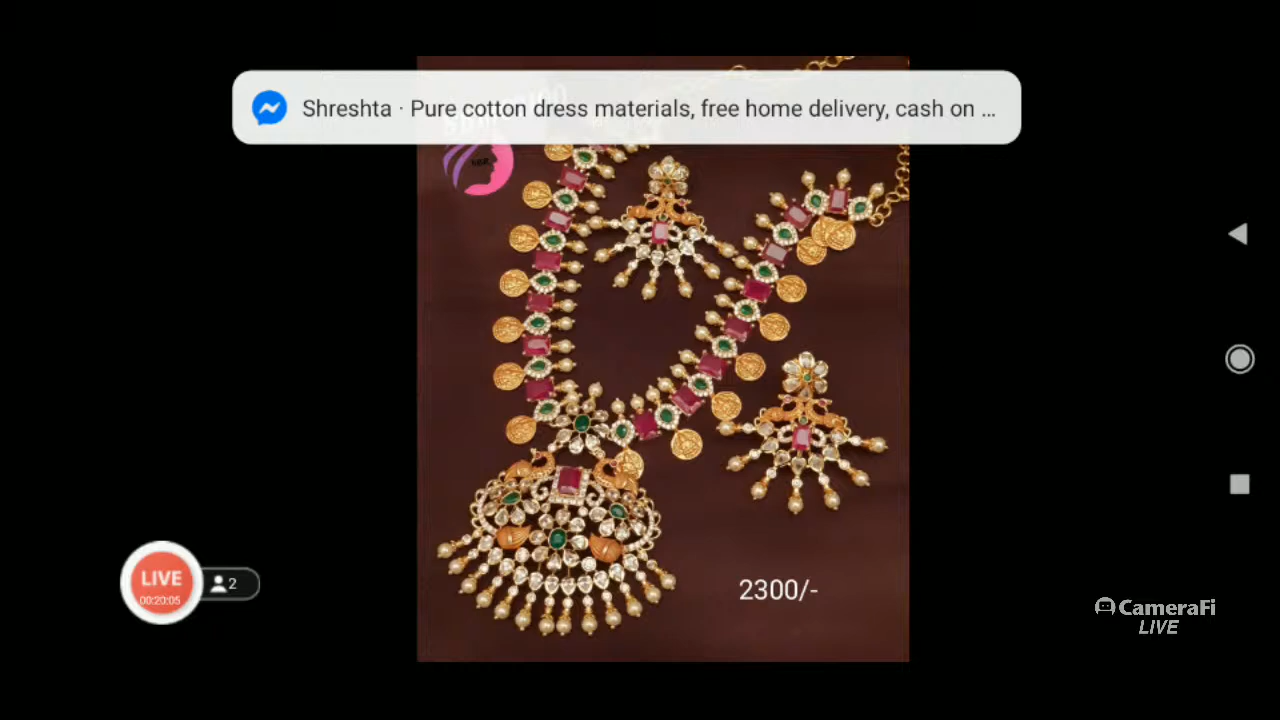 Shreshta · Pure cotton dress materials, free home delivery, cash on ...
2300/-
LIVE
00:20:05
2
CameraFi
LIVE